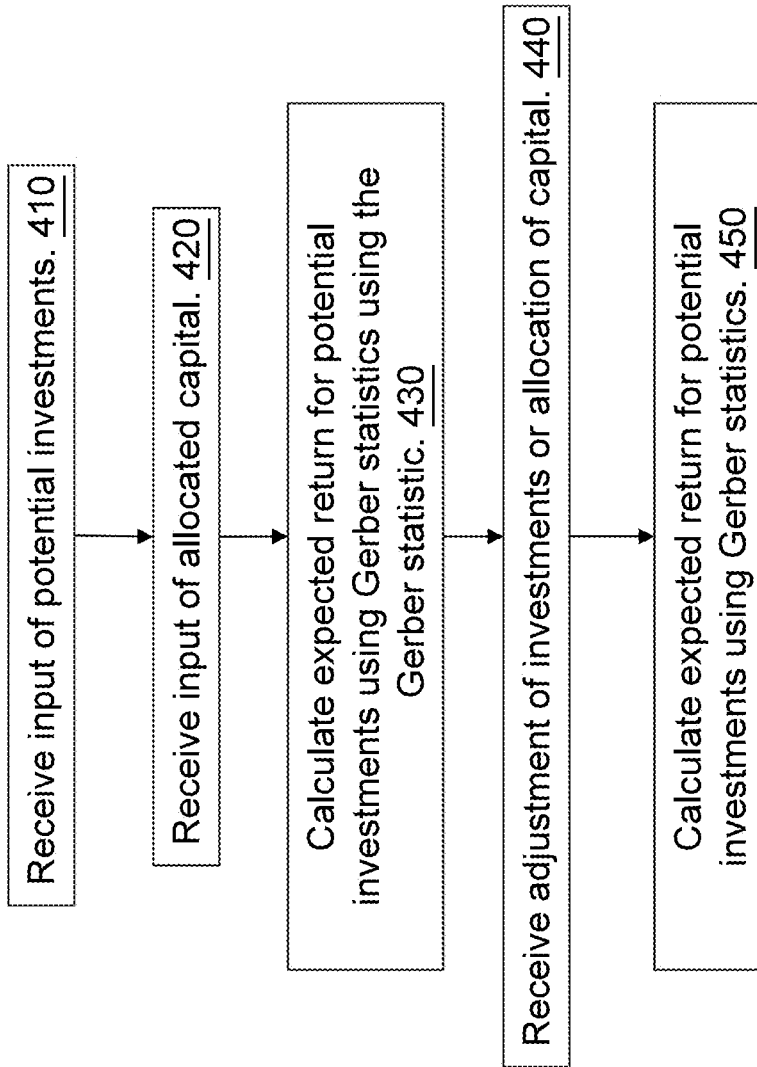 Receive input of potential investments. 410
Receive input of allocated capital. 420
Calculate expected return for potential
investments using Gerber statistics using the
Gerber statistic. 430
Receive adjustment of investments or allocation of capital. 440
Calculate expected return for potential
investments using Gerber statistics. 450